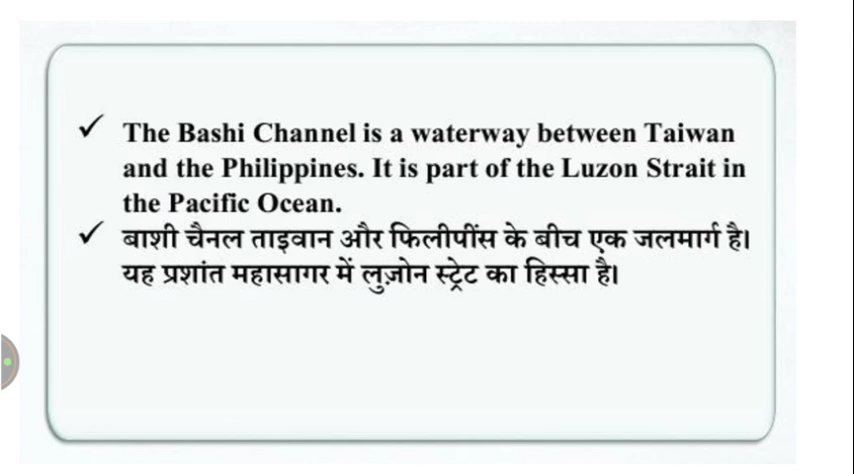 ✓ The Bashi Channel is a waterway between Taiwan
and the Philippines. It is part of the Luzon Strait in
the Pacific Ocean.
✓ बाशी चैनल ताइवान और फिलीपींस के बीच एक जलमार्ग है।
यह प्रशांत महासागर में लुज़ोन स्ट्रेट का हिस्सा है।